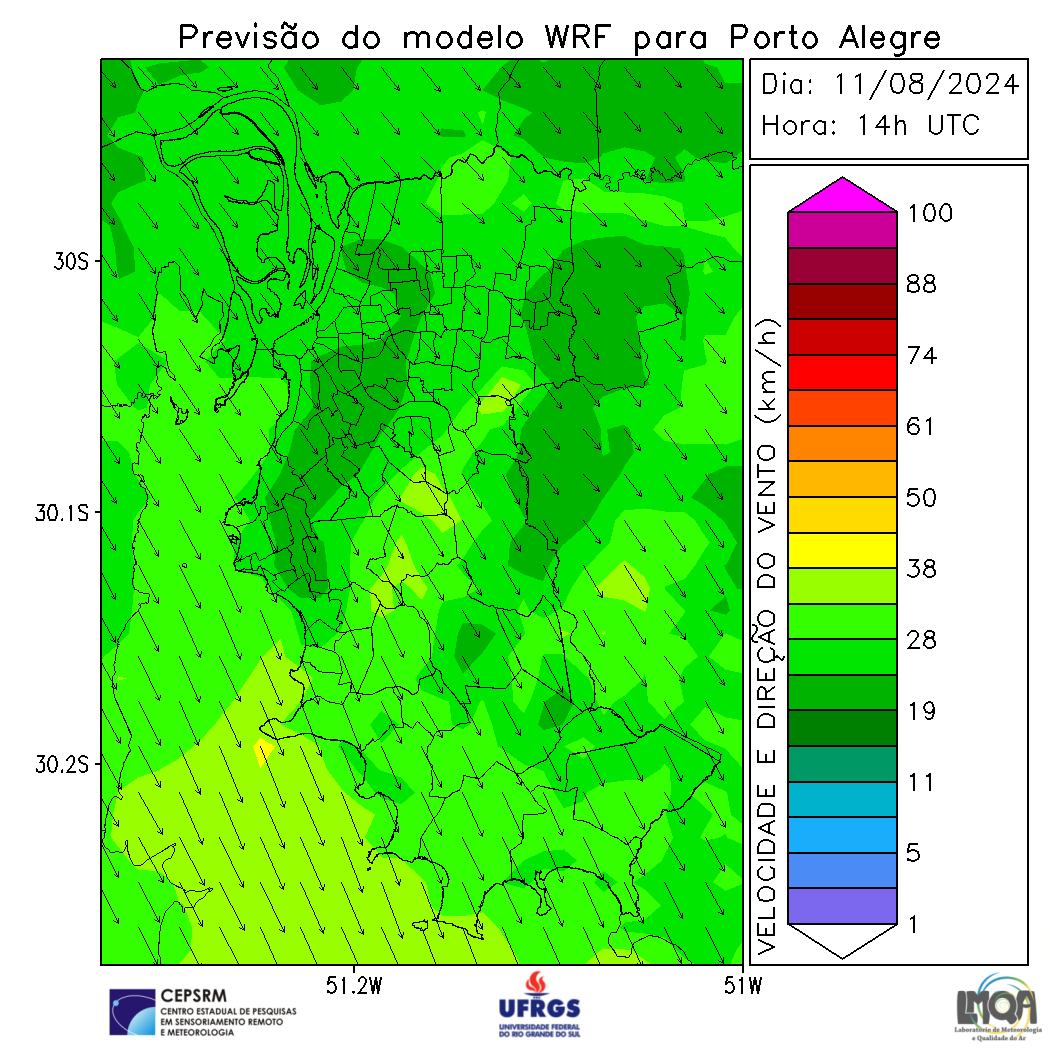 Previsão do modelo WRF para Porto Alegre
Dia: 11/08/2024
Hora: 14h UTC
30S
30.1S
30.2S
51.2W
51W
VELOCIDADE E DIREÇÃO DO VENTO (km/h)
100
88
74
61
50
38
28
19
11
5
1
CEPSRM
CENTRO ESTADUAL DE PESQUISAS
EM SENSORIAMENTO REMOTO
E METEOROLOGIA
UFRGS
UNIVERSIDADE FEDERAL
DO RIO GRANDE DO SUL
LMQA
Laboratório de Meteorologia
e Qualidade do Ar